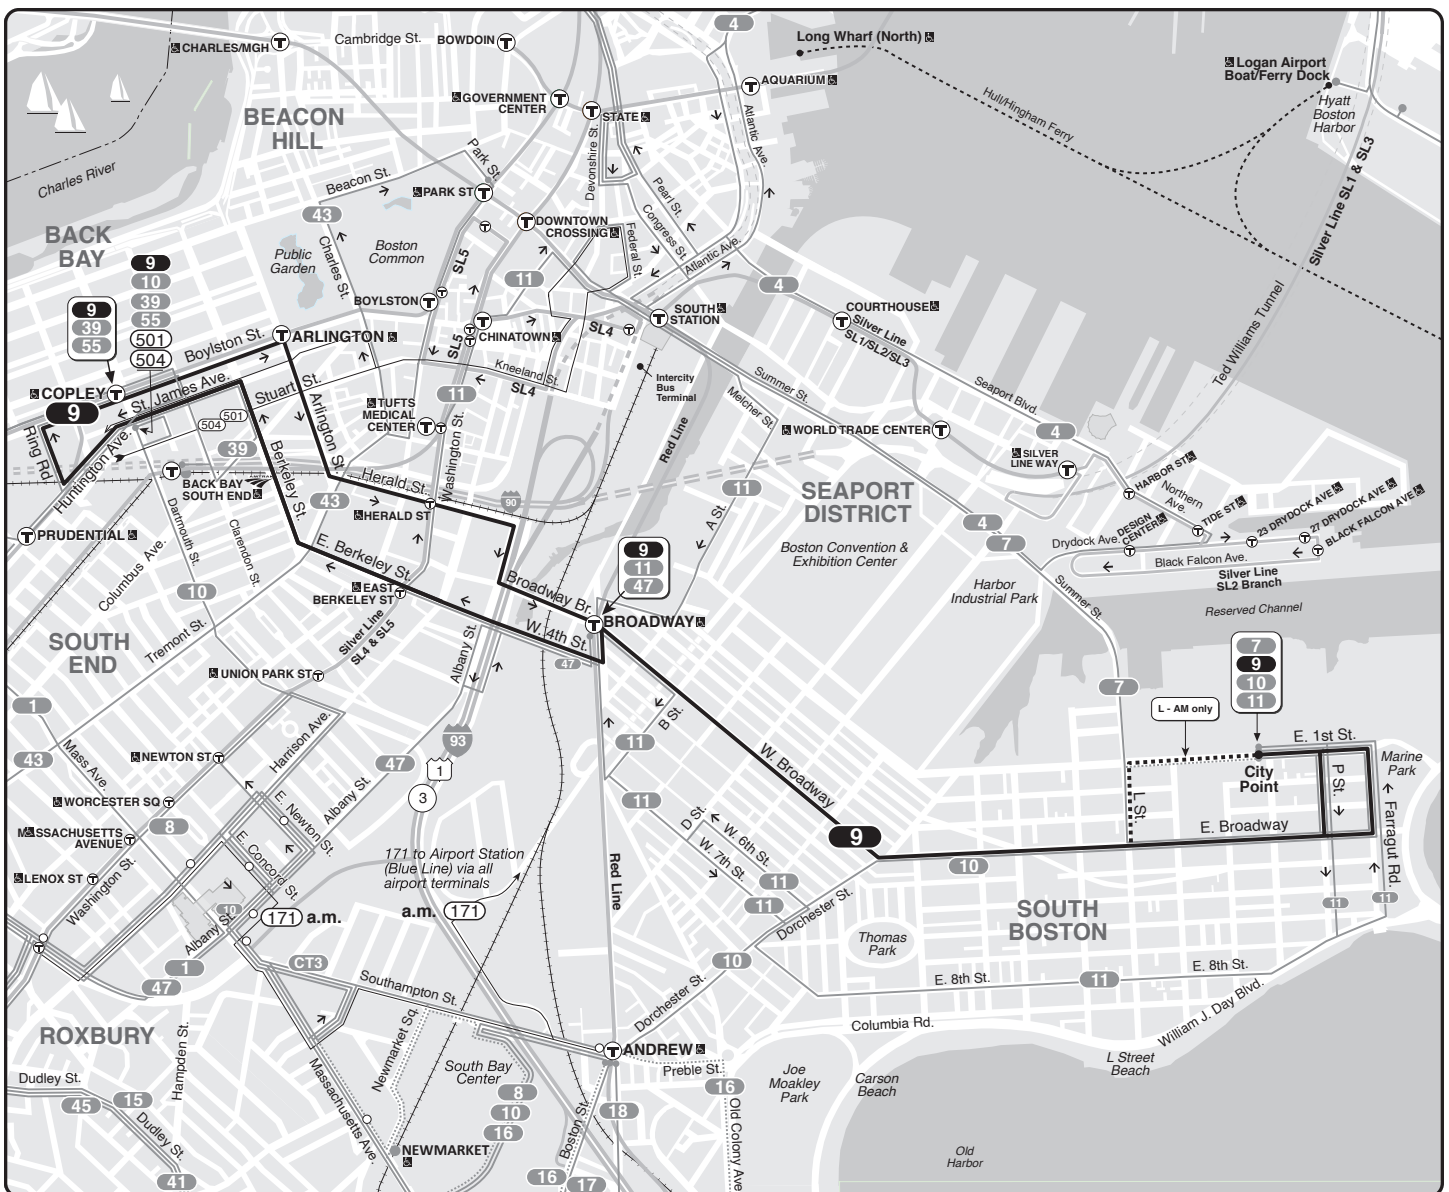 CHARLES/MGH
Cambridge St.
BOWDOIN
4
Long Wharf (North)
Logan Airport
Boat/Ferry Dock
Hyatt
Boston
Harbor
AQUARIUM
GOVERNMENT
CENTER
STATE
BEACON
HILL
Charles River
Hull/Hingham Ferry
Silver Line SL1 & SL3
Atlantic Ave.
Devonshire St.
Park St.
Beacon St.
PARK ST
43
Pearl St.
Congress St.
DOWNTOWN
CROSSING
Federal St.
Atlantic Ave.
BACK
BAY
Public
Garden
Boston
Common
Charles St.
SL5
11
4
9
10
39
55
501
504
9
39
55
BOYLSTON
SOUTH
STATION
COURTHOUSE
Silver Line
SL1/SL2/SL3
Boylston St.
ARLINGTON
SL5
CHINATOWN
SL4
Kneeland St.
SL4
Intercity
Bus
Terminal
Summer St.
Seaport Blvd.
Ted Williams Tunnel
COPLEY
9
St. James Ave.
Stuart St.
Arlington St.
11
TUFTS
MEDICAL
CENTER
Washington St.
Melcher St.
Red Line
WORLD TRADE CENTER
4
SILVER
LINE WAY
HARBOR ST
Northern
Ave.
TIDE ST
23 DRYDOCK AVE
27 DRYDOCK AVE
BLACK FALCON AVE
Ring Rd
Huntington Ave.
504
501
39
Berkeley St.
BACK BAY
SOUTH END
Herald St.
43
HERALD ST
90
11
A St.
SEAPORT
DISTRICT
Boston Convention &
Exhibition Center
4
7
DESIGN
CENTER
Drydock Ave.
Black Falcon Ave.
Silver Line
SL2 Branch
Reserved Channel
PRUDENTIAL
Dartmouth St.
Clarendon St.
Columbus Ave.
10
E. Berkeley St.
EAST
BERKELEY ST
Broadway Br.
9
11
47
BROADWAY
W. 4th St.
47
Harbor
Industrial Park
Summer St.
SOUTH
END
Tremont St.
Silver Line
SL4 & SL5
Albany St.
UNION PARK ST
7
9
10
11
7
L - AM only
E. 1st St.
City
Point
Marine
Park
P St.
L St.
E. Broadway
Farragut Rd.
1
43
Mass Ave.
NEWTON ST
Harrison Ave.
47
93
1
3
B St.
11
W. Broadway
9
10
WORCESTER SQ
8
MASSACHUSETTS
AVENUE
LENOX ST
Washington St.
E. Newton St.
E. Concord St.
Albany St.
171 to Airport Station
(Blue Line) via all
airport terminals
11
D St.
W. 6th St.
W. 7th St.
11
11
Red Line
Dorchester St.
11
11
SOUTH
BOSTON
Thomas
Park
10
171 a.m.
a.m. 171
Albany St.
1
47
CT3
Southampton St.
10
Dorchester St.
E. 8th St.
11
E. 8th St.
William J. Day Blvd.
Columbia Rd.
ROXBURY
Hampden St.
Newmarket Sq.
Massachusetts Ave.
South Bay
Center
8
10
16
ANDREW
Preble St.
16
Joe
Moakley
Park
Carson
Beach
L Street
Beach
Dudley St.
45
15
Dudley St.
41
NEWMARKET
Boston St.
18
16
17
Old Colony Ave
Old
Harbor